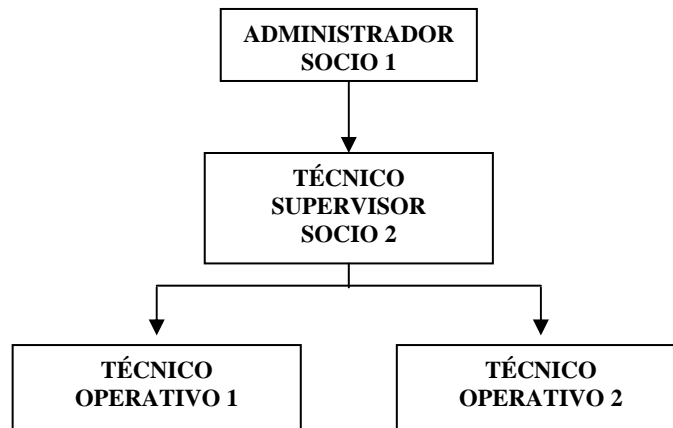 ADMINISTRADOR
SOCIO 1
TÉCNICO
SUPERVISOR
SOCIO 2
TÉCNICO
OPERATIVO 1
TÉCNICO
OPERATIVO 2